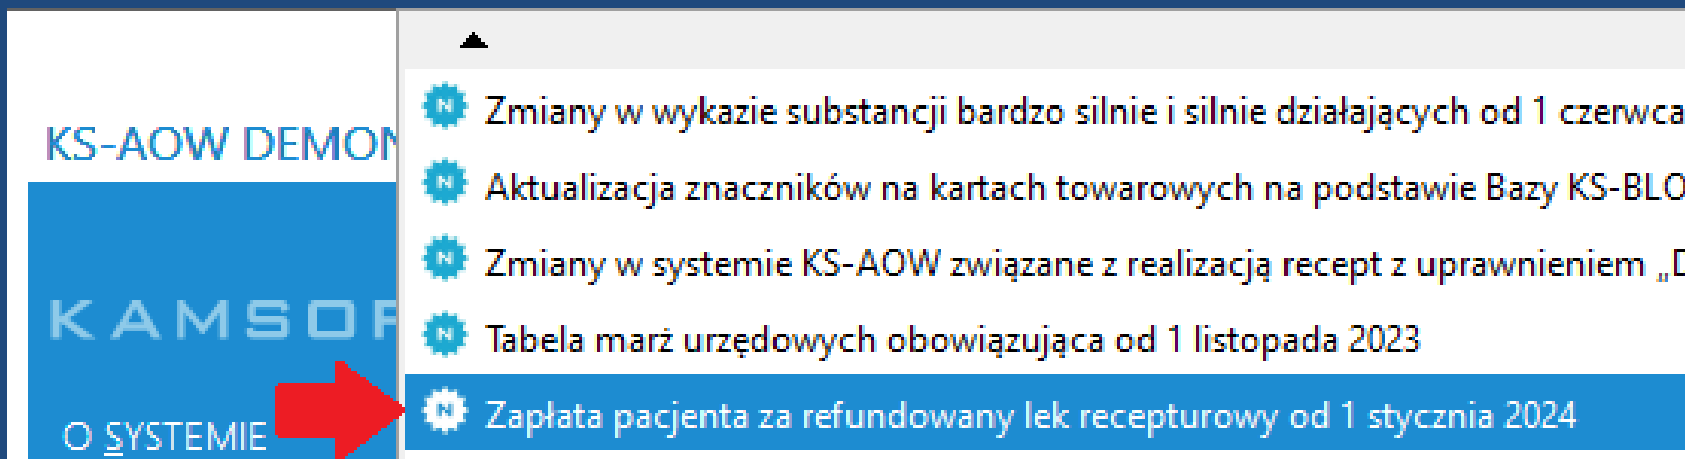 Zmiany w wykazie substancji bardzo silnie i silnie działających od 1 czerwca
KS-AOW DEMON
Aktualizacja znaczników na kartach towarowych na podstawie Bazy KS-BLO
Zmiany w systemie KS-AOW związane z realizacją recept z uprawnieniem „D
KAMSOF
Tabela marż urzędowych obowiązująca od 1 listopada 2023
Zapłata pacjenta za refundowany lek recepturowy od 1 stycznia 2024
O SYSTEMIE